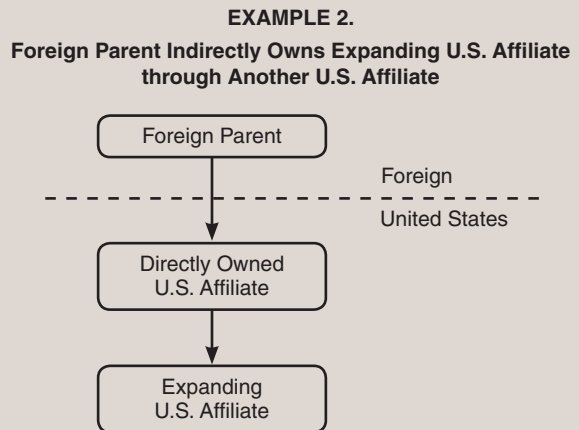 EXAMPLE 2.
Foreign Parent Indirectly Owns Expanding U.S. Affiliate
through Another U.S. Affiliate
Foreign Parent
Foreign
United States
Directly Owned
U.S. Affiliate
Expanding
U.S. Affiliate